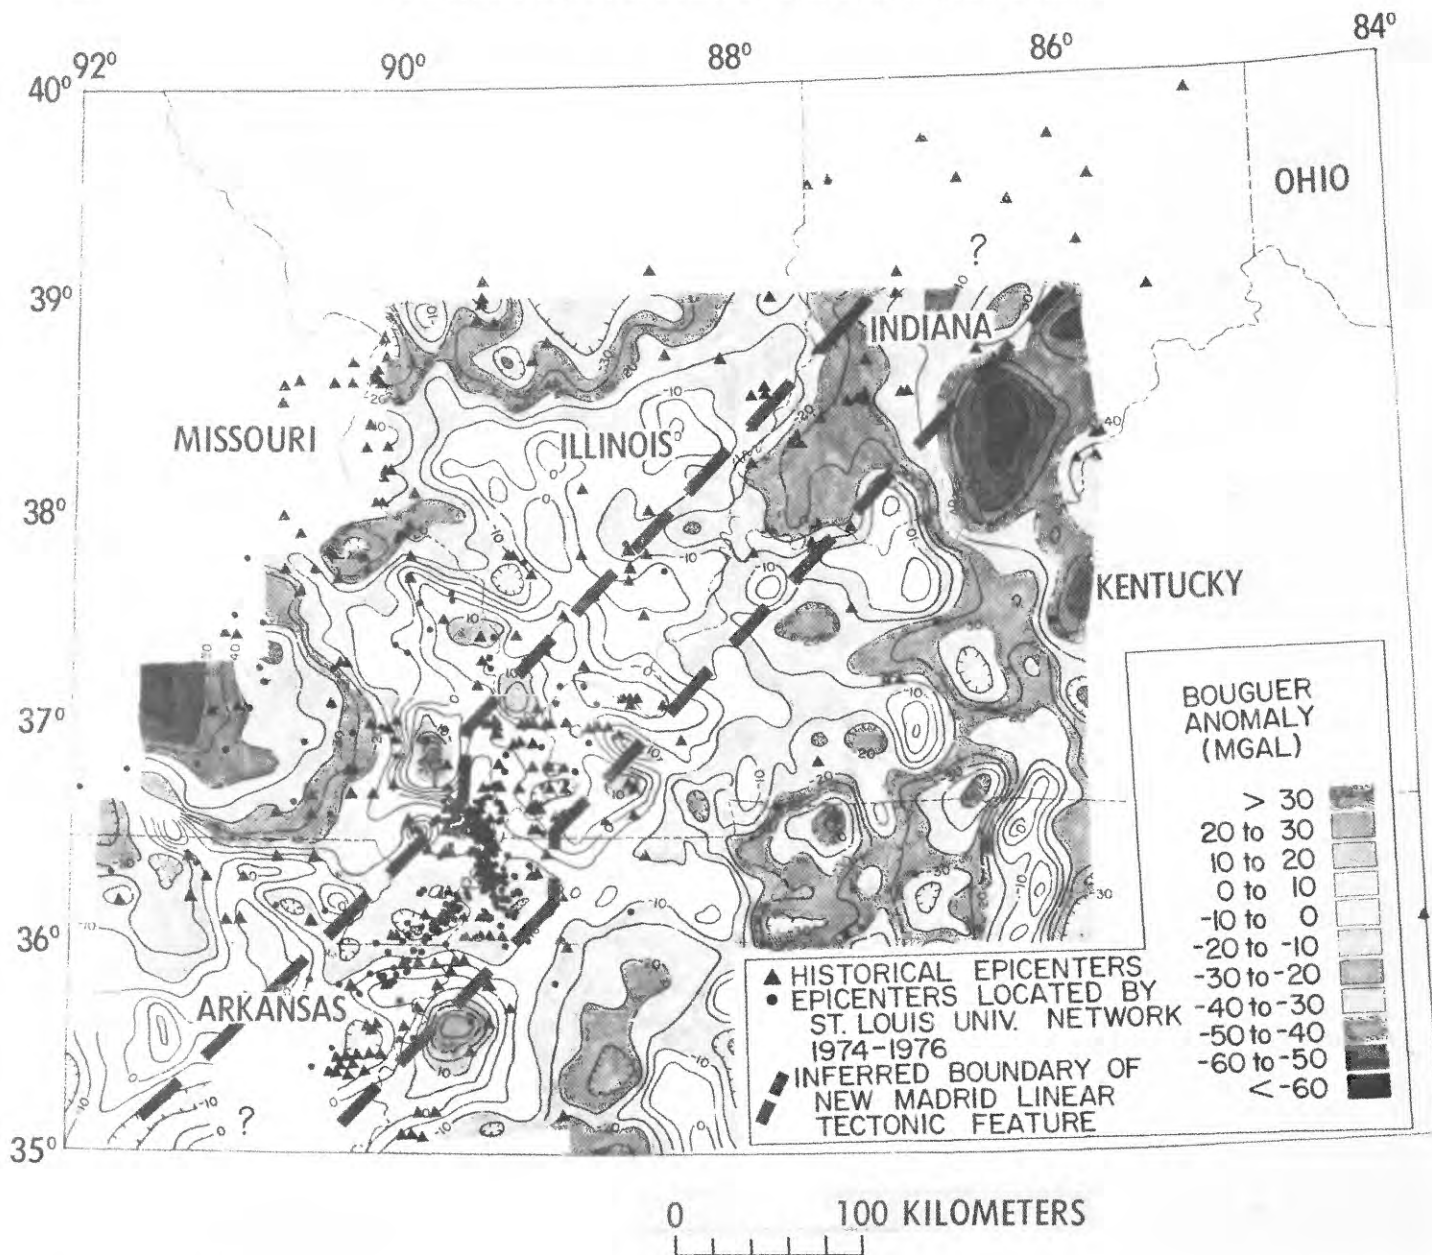 92° 90° 88° 86° 84°
40°
OHIO
?
39°
INDIANA
MISSOURI ILLINOIS
38°
KENTUCKY
37°
36°
ARKANSAS
?
35°
BOUGUER
ANOMALY
(MGAL)
> 30
20 to 30
10 to 20
0 to 10
-10 to 0
-20 to -10
-30 to -20
-40 to -30
-50 to -40
-60 to -50
< -60
HISTORICAL EPICENTERS
EPICENTERS LOCATED BY
ST. LOUIS UNIV. NETWORK
1974-1976
INFERRED BOUNDARY OF
NEW MADRID LINEAR
TECTONIC FEATURE
0 100 KILOMETERS